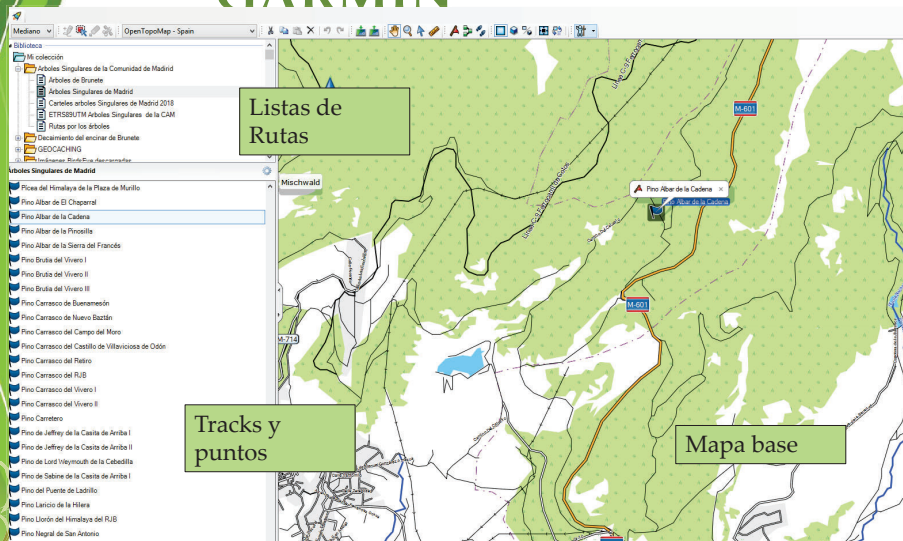 GARMIN
Mediano
OpenTopoMap - Spain
Biblioteca
Mi colección
Arboles Singulares de la Comunidad de Madirid
Arboles de Brunete
Arboles Singulares de Madrid
Carteles arboles Singulares de Madrid 2018
ETRS89UTM Arboles Singulares de la CAM
Rutas por los árboles
Decaimiento del encinar de Brunete
GEOCACHING
Imágenes BirdsEye descargadas
Arboles Singulares de Madrid
Picea del Himalaya de la Plaza de Murillo
Pino Albar de El Chaparral
Pino Albar de la Cadena
Pino Albar de la Pinosilla
Pino Albar de la Sierra del Francés
Pino Brutia del Vivero I
Pino Brutia del Vivero II
Pino Brutia del Vivero III
Pino Carrasco de Buenamesón
Pino Carrasco de Nuevo Baztán
Pino Carrasco del Campo del Moro
Pino Carrasco del Castillo de Villaviciosa de Odón
Pino Carrasco del Retiro
Pino Carrasco del RJB
Pino Carrasco del Vivero I
Pino Carrasco del Vivero II
Pino Carretero
Pino de Jeffrey de la Casita de Arriba I
Pino de Jeffrey de la Casita de Arriba II
Pino de Lord Weymouth de la Cebedilla
Pino de Sabine de la Casita de Arriba I
Pino del Puente de Ladrillo
Pino Laricio de la Hilera
Pino Llorón del Himalaya del RJB
Pino Negral de San Antonio
Listas de
Rutas
Tracks y
puntos
Mapa base
Mischwald
M-601
Pino Albar de la Cadena
Pino Albar de la Cadena
M-601
M-714